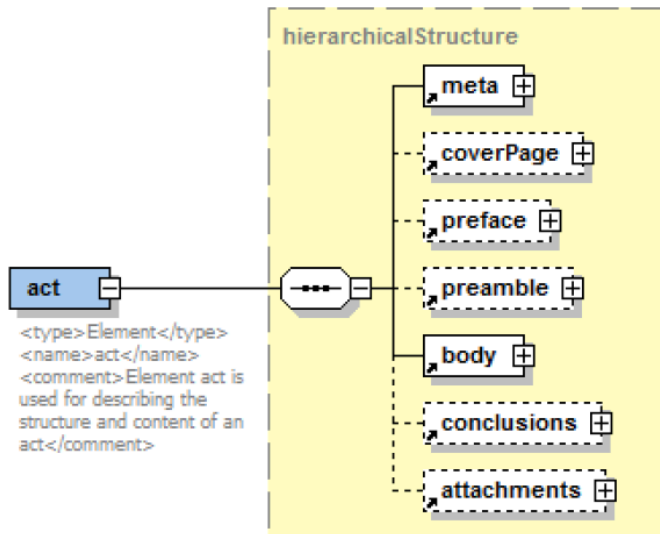 hierarchicalStructure
meta
coverPage
preface
act
preamble
<type>Element</type>
<name>act</name>
<comment>Element act is
used for describing the
structure and content of an
act</comment>
body
conclusions
attachments